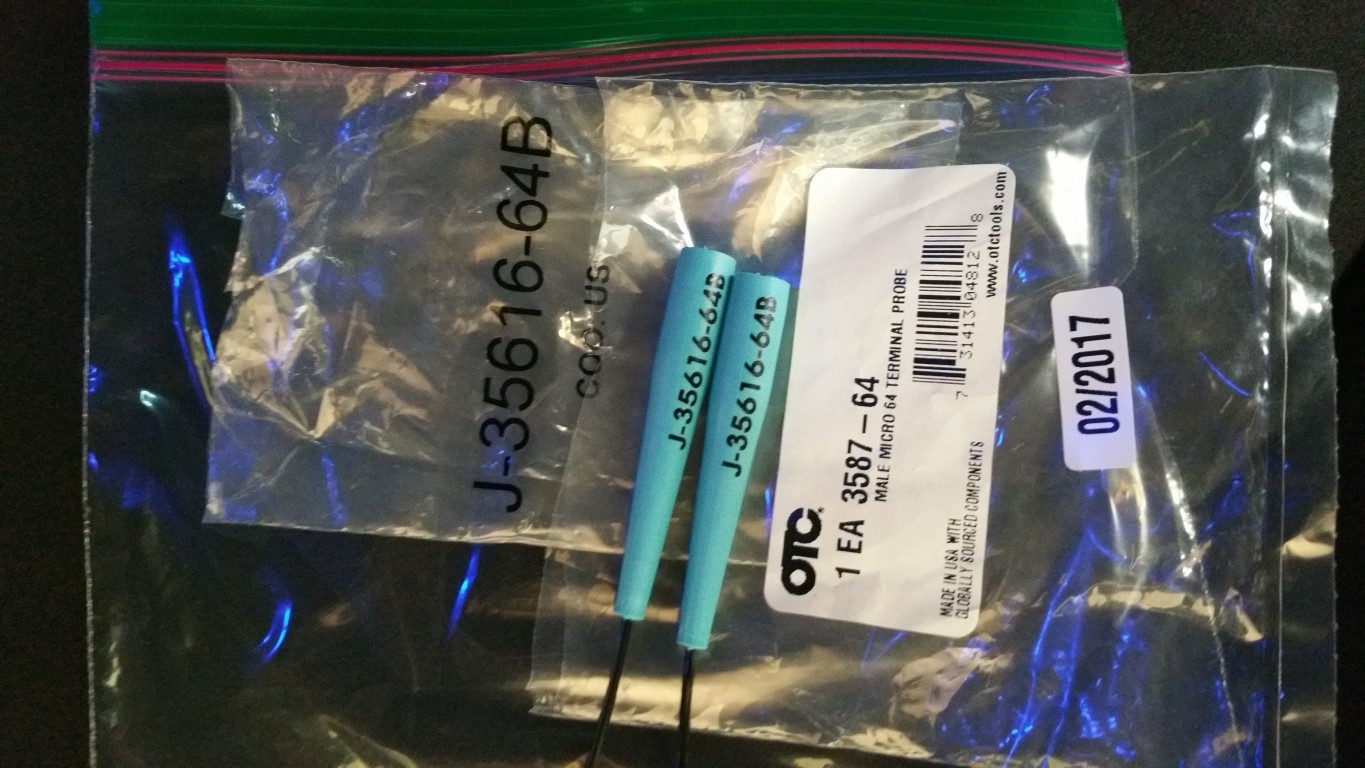 J-35616-64B
cap.us
J-35616-64B
J-35616-64B
OTC®
1 EA 3587-64
MALE MICRO 64 TERMINAL PROBE
7 31413 04812 8
MADE IN USA WITH
GLOBALLY SOURCED COMPONENTS
www.otctools.com
02/2017